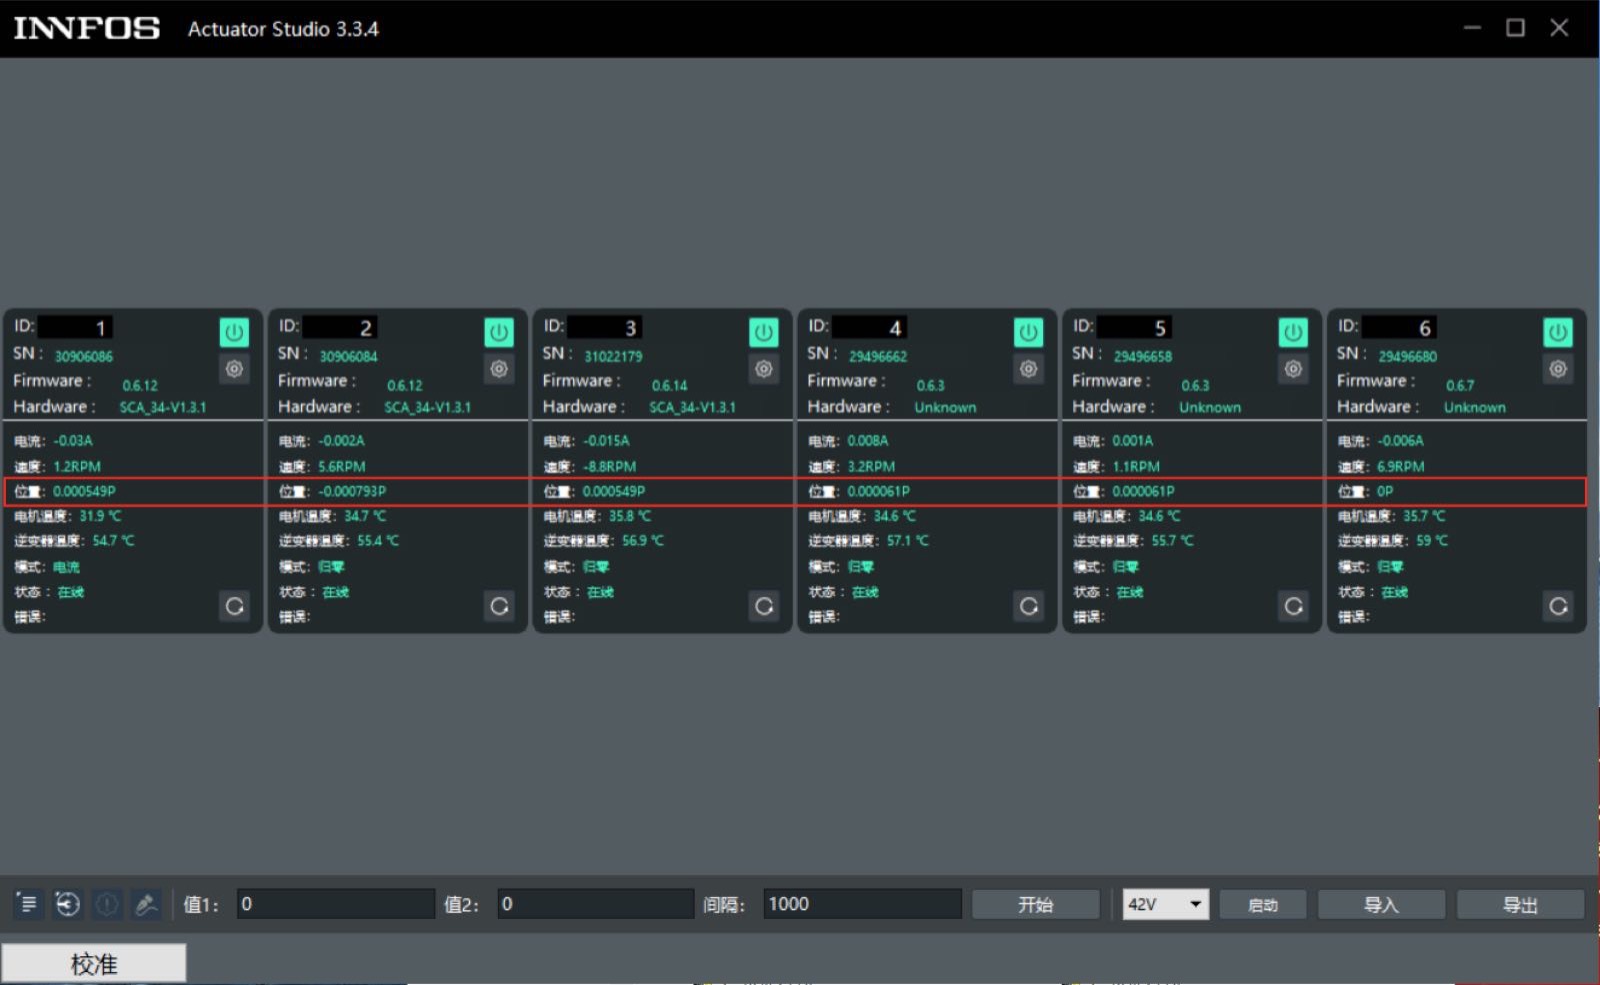 INNFOS Actuator Studio 3.3.4
ID: 1
SN : 30906086
Firmware : 0.6.12
Hardware : SCA_34-V1.3.1
电流: -0.03A
速度: 1.2RPM
位置: 0.000549P
电机温度: 31.9 ℃
逆变器温度: 54.7 ℃
模式: 电流
状态 : 在线
错误:
ID: 2
SN : 30906084
Firmware : 0.6.12
Hardware : SCA_34-V1.3.1
电流: -0.002A
速度: 5.6RPM
位置: -0.000793P
电机温度: 34.7 ℃
逆变器温度: 55.4 ℃
模式: 归零
状态 : 在线
错误:
ID: 3
SN : 31022179
Firmware : 0.6.14
Hardware : SCA_34-V1.3.1
电流: -0.015A
速度: -8.8RPM
位置: 0.000549P
电机温度: 35.8 ℃
逆变器温度: 56.9 ℃
模式: 归零
状态 : 在线
错误:
ID: 4
SN : 29496662
Firmware : 0.6.3
Hardware : Unknown
电流: 0.008A
速度: 3.2RPM
位置: 0.000061P
电机温度: 34.6 ℃
逆变器温度: 57.1 ℃
模式: 归零
状态 : 在线
错误:
ID: 5
SN : 29496658
Firmware : 0.6.3
Hardware : Unknown
电流: 0.001A
速度: 1.1RPM
位置: 0.000061P
电机温度: 34.6 ℃
逆变器温度: 55.7 ℃
模式: 归零
状态 : 在线
错误:
ID: 6
SN : 29496680
Firmware : 0.6.7
Hardware : Unknown
电流: -0.006A
速度: 6.9RPM
位置: 0P
电机温度: 35.7 ℃
逆变器温度: 59 ℃
模式: 归零
状态 : 在线
错误:
值1: 0 值2: 0 间隔: 1000 开始 42V 启动 导入 导出
校准